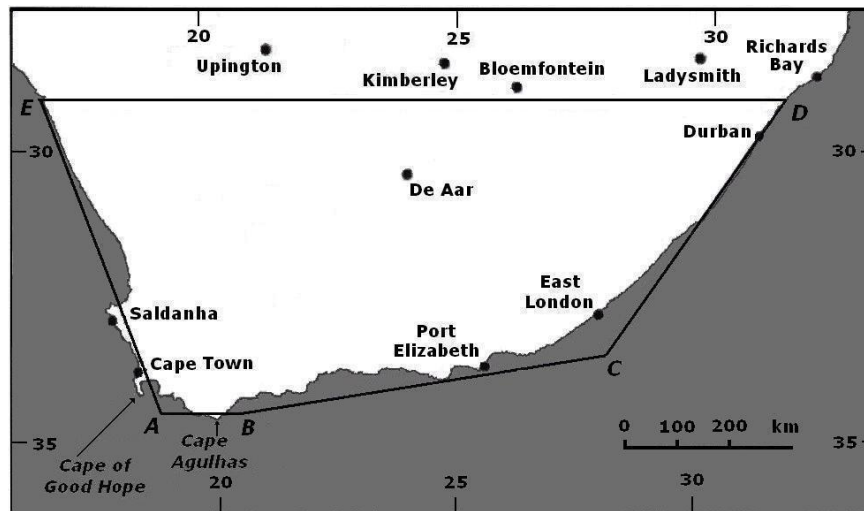 20
25
30
Upington
Kimberley
Bloemfontein
Ladysmith
Richards
Bay
E
D
Durban
30
30
De Aar
Saldanha
East
London
Port
Elizabeth
Cape Town
C
A
B
0 100 200 km
35
35
Cape
Agulhas
Cape of
Good Hope
20
25
30